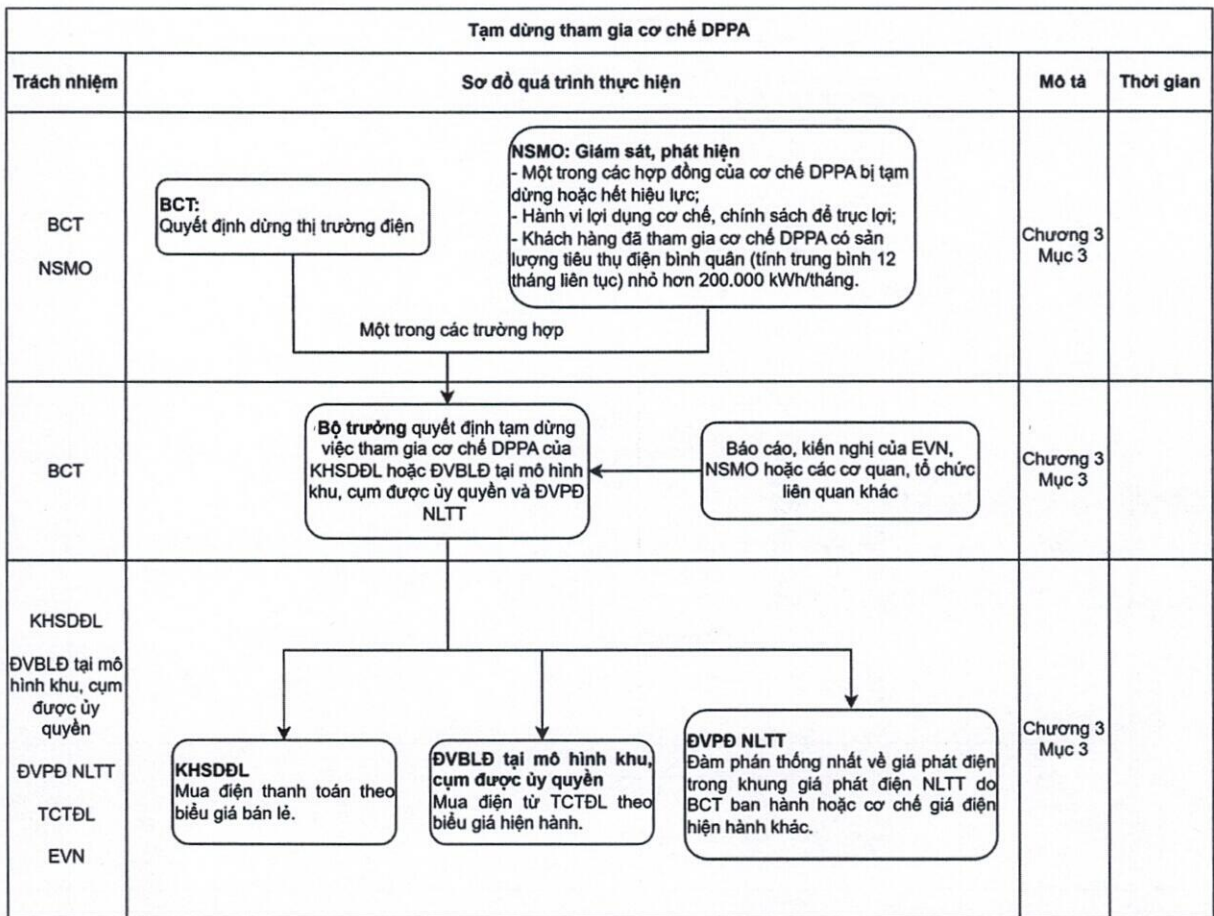 Tạm dừng tham gia cơ chế DPPA
Trách nhiệm
Sơ đồ quá trình thực hiện
Mô tả
Thời gian
BCT
NSMO
BCT:
Quyết định dừng thị trường điện
NSMO: Giám sát, phát hiện
- Một trong các hợp đồng của cơ chế DPPA bị tạm
dừng hoặc hết hiệu lực;
- Hành vi lợi dụng cơ chế, chính sách để trục lợi;
- Khách hàng đã tham gia cơ chế DPPA có sản
lượng tiêu thụ điện bình quân (tính trung bình 12
tháng liên tục) nhỏ hơn 200.000 kWh/tháng.
Một trong các trường hợp
Chương 3
Mục 3
BCT
Bộ trưởng quyết định tạm dừng
việc tham gia cơ chế DPPA của
KHSDĐL hoặc ĐVBLĐ tại mô hình
khu, cụm được ủy quyền và ĐVPĐ
NLTT
Báo cáo, kiến nghị của EVN,
NSMO hoặc các cơ quan, tổ chức
liên quan khác
Chương 3
Mục 3
KHSDĐL
ĐVBLĐ tại mô
hình khu, cụm
được ủy
quyền
ĐVPĐ NLTT
TCTĐL
EVN
KHSDĐL
Mua điện thanh toán theo
biểu giá bán lẻ.
ĐVBLĐ tại mô hình khu,
cụm được ủy quyền
Mua điện từ TCTĐL theo
biểu giá hiện hành.
ĐVPĐ NLTT
Đàm phán thống nhất về giá phát điện
trong khung giá phát điện NLTT do
BCT ban hành hoặc cơ chế giá điện
hiện hành khác.
Chương 3
Mục 3